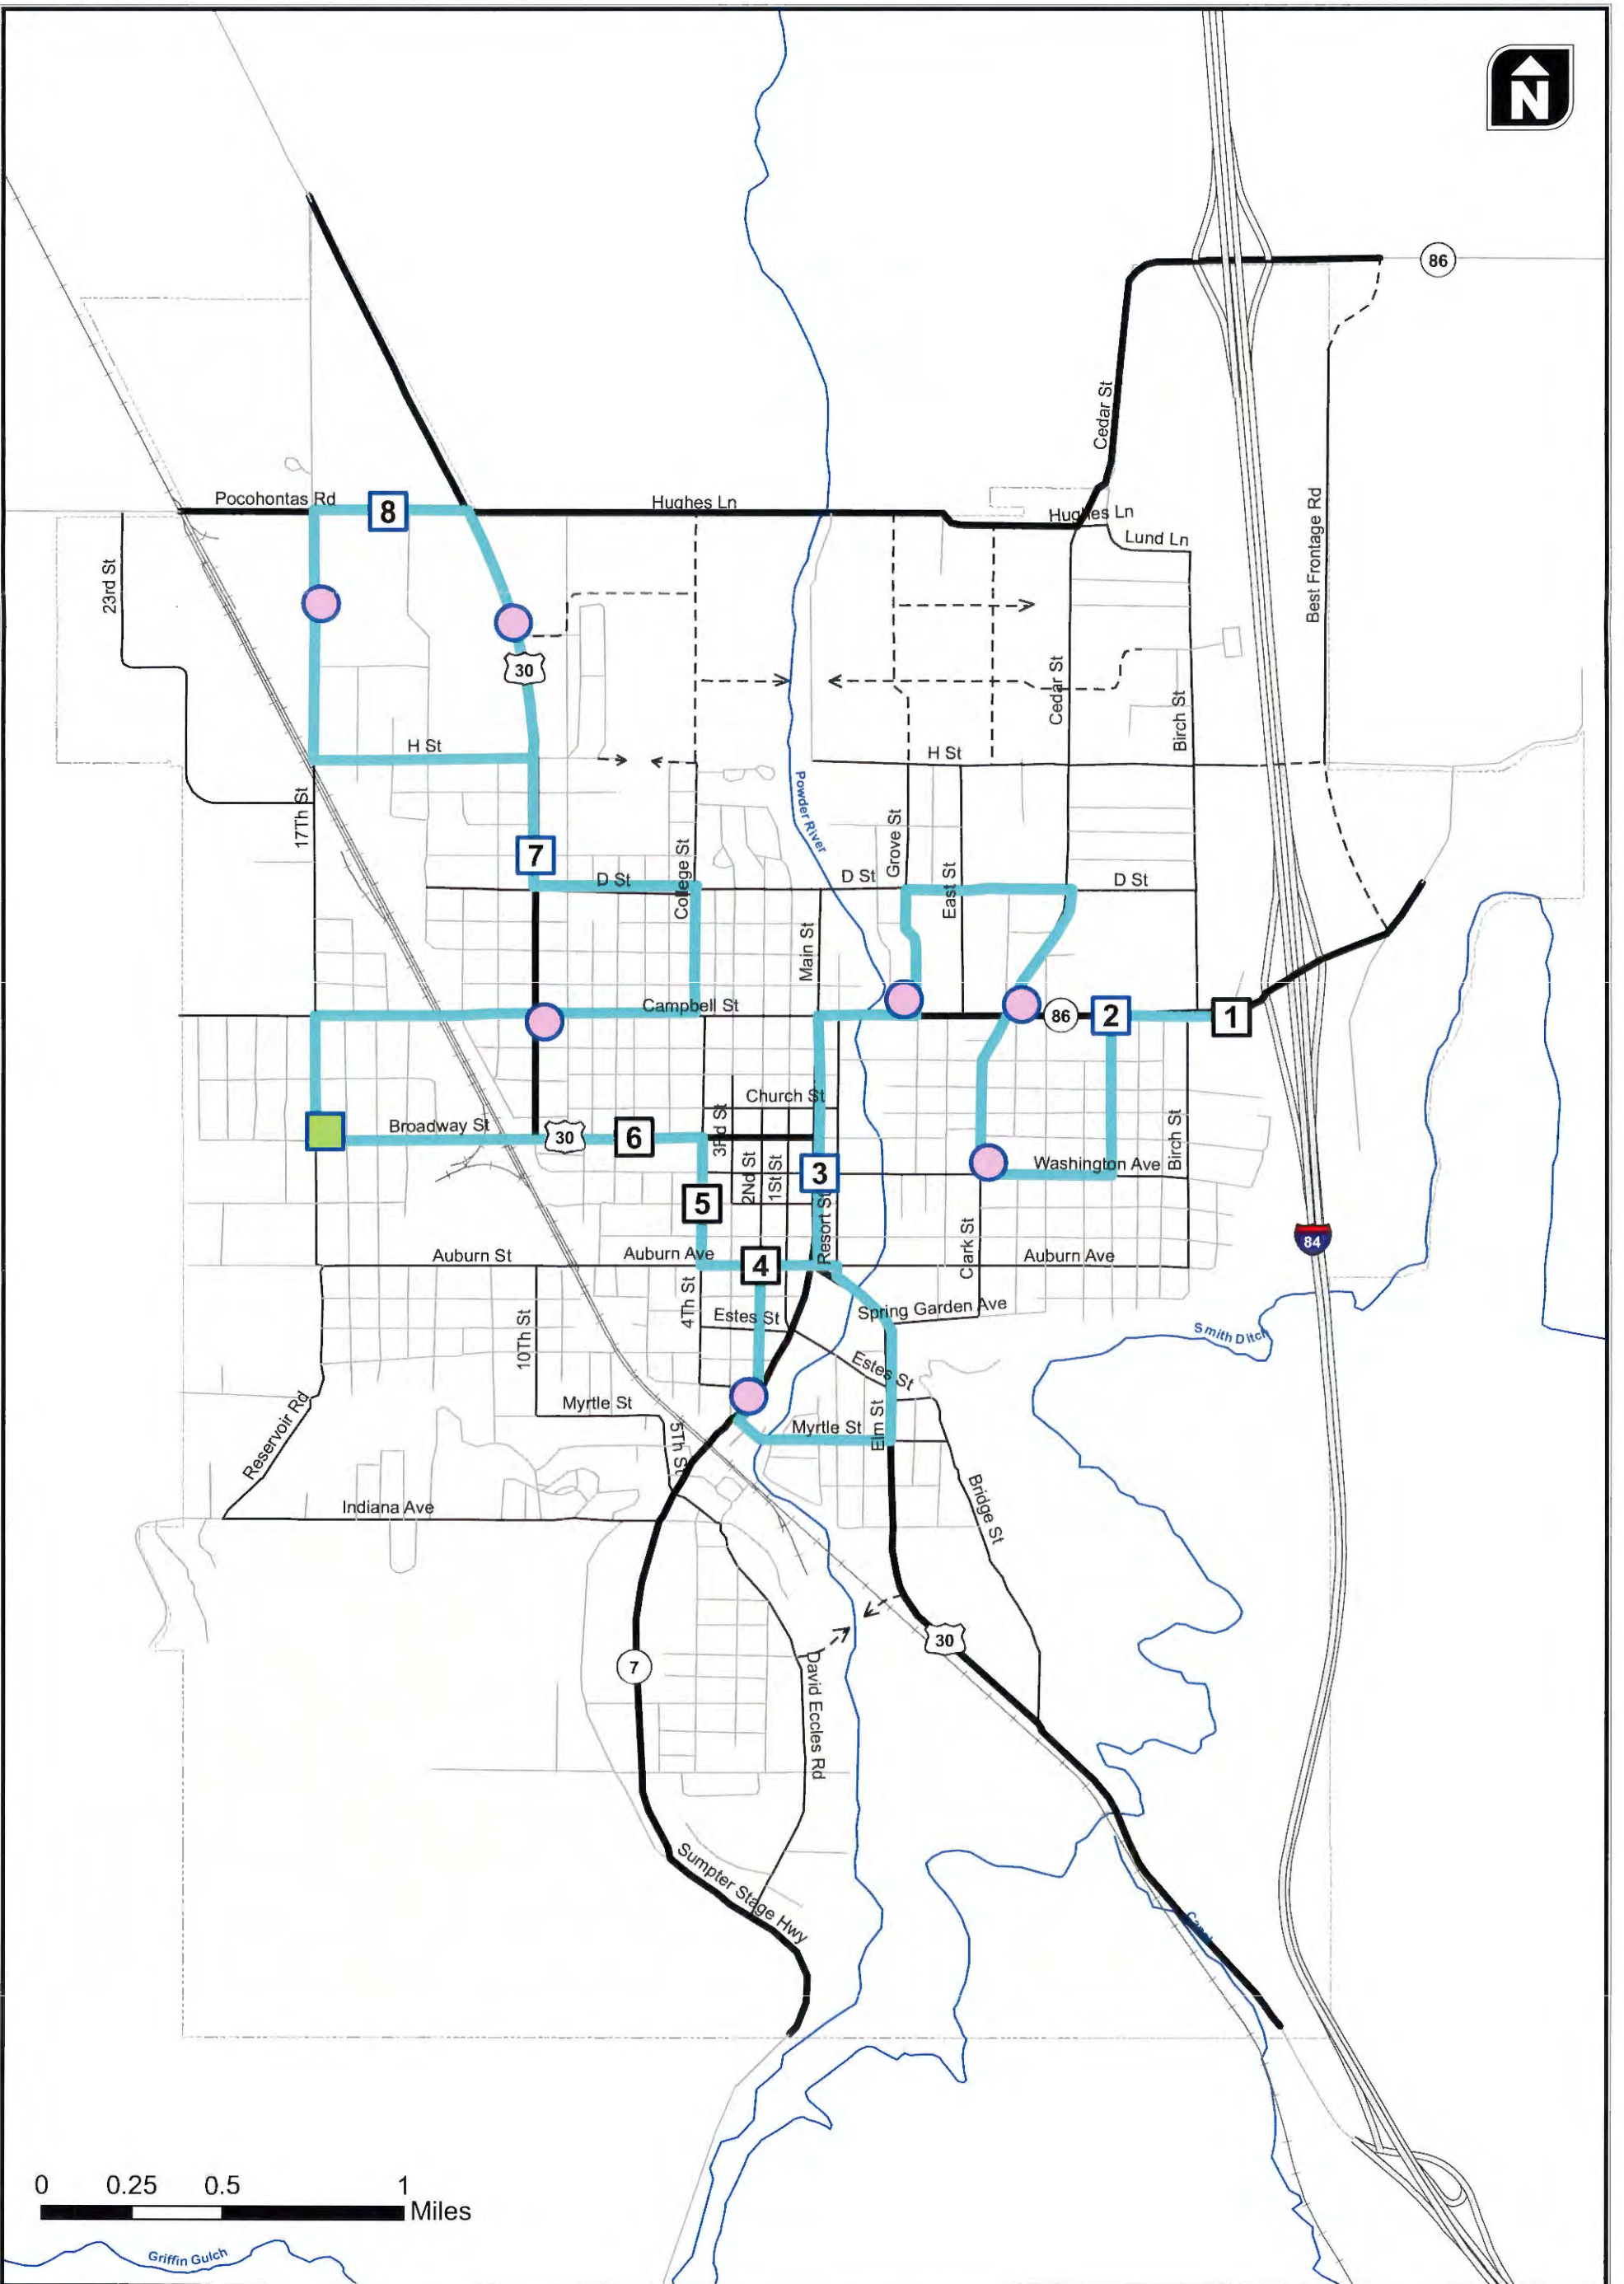 N
86
Cedar St
Pocohontas Rd
8
Hughes Ln
Hughes Ln
Lund Ln
Best Frontage Rd
23rd St
30
Cedar St
Birch St
H St
H St
17Th St
Powder River
7
College St
Grove St
D St
D St
East St
D St
Main St
Campbell St
86
2
1
Church St
3Rd St
Broadway St
30
6
2Nd St
1St St
3
Washington Ave
Birch St
5
Resort St
Clark St
84
Auburn St
Auburn Ave
4
Auburn Ave
4Th St
Estes St
Spring Garden Ave
Smith Ditch
10Th St
Estes St
Reservoir Rd
Myrtle St
5Th St
Myrtle St
Elm St
Bridge St
Indiana Ave
30
7
David Eccles Rd
Sumpter Stage Hwy
Canal
0 0.25 0.5 1
Miles
Griffin Gulch